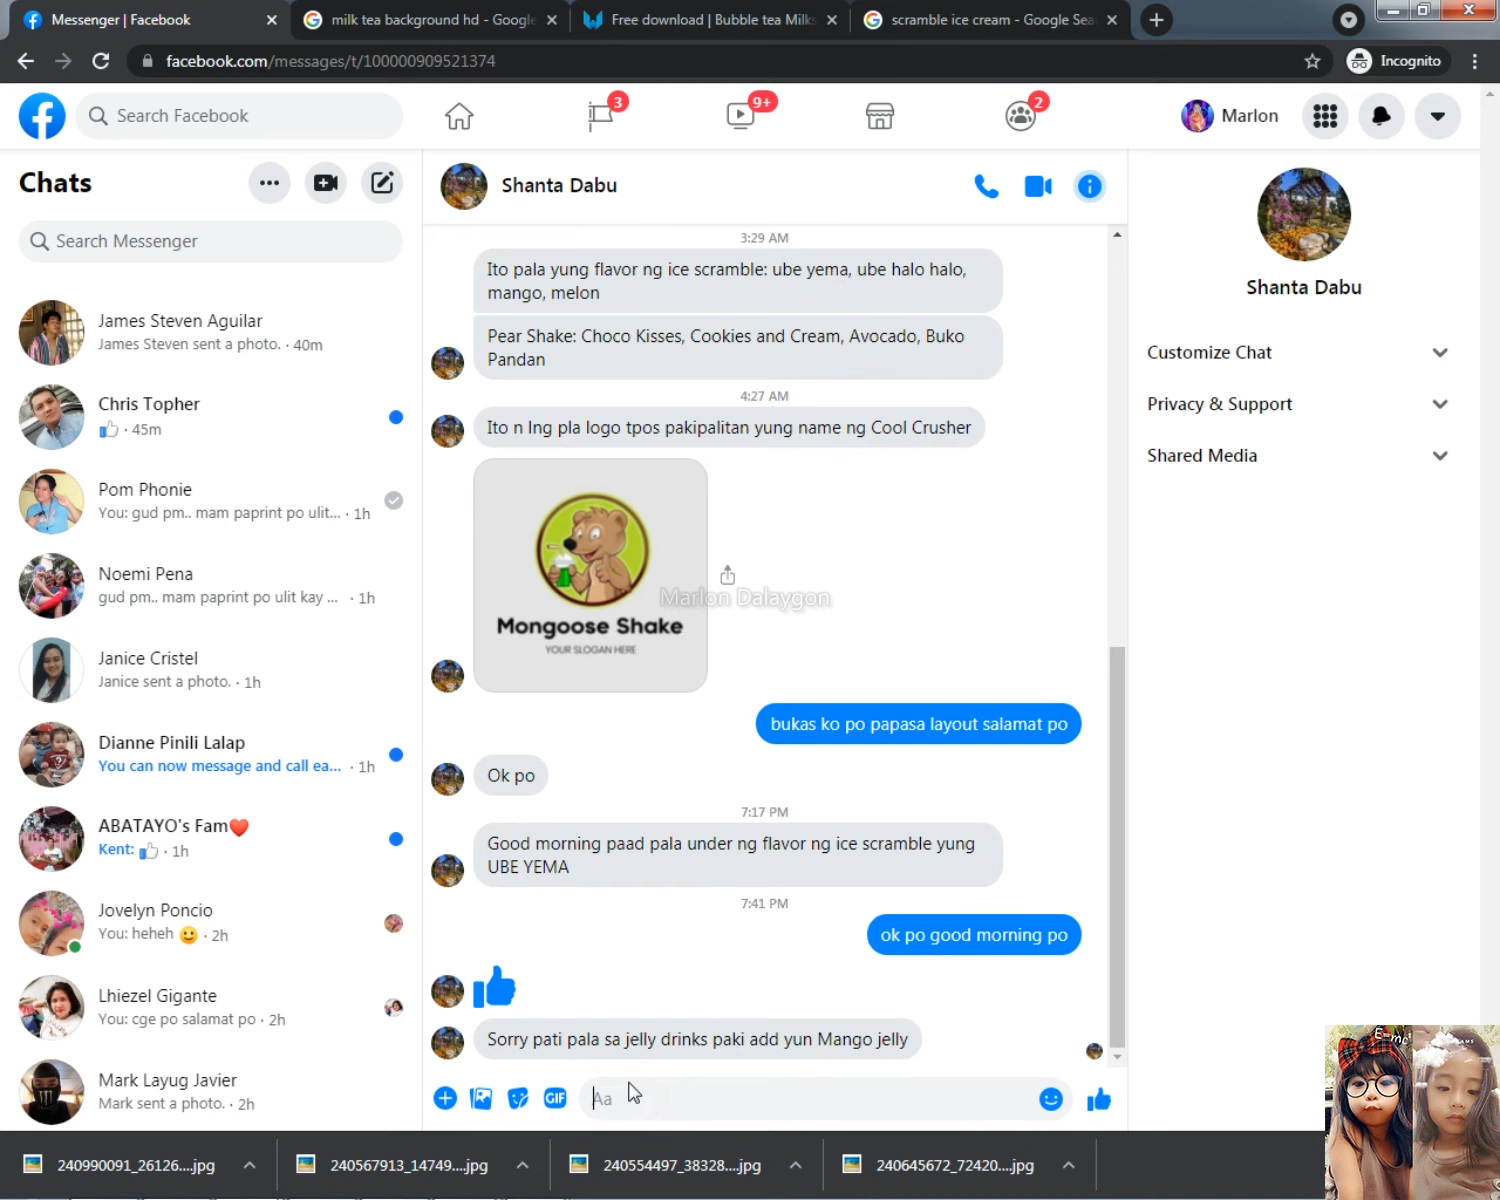 Messenger | Facebook
milk tea background hd - Google
Free download | Bubble tea Milks
scramble ice cream - Google Sea
facebook.com/messages/t/100000909521374
Incognito
Search Facebook
3
9+
2
Marlon
Chats
Search Messenger
James Steven Aguilar
James Steven sent a photo. · 40m
Chris Topher
· 45m
Pom Phonie
You: gud pm.. mam paprint po ulit... · 1h
Noemi Pena
gud pm.. mam paprint po ulit kay ... · 1h
Janice Cristel
Janice sent a photo. · 1h
Dianne Pinili Lalap
You can now message and call ea... · 1h
ABATAYO's Fam❤️
Kent: 👍 · 1h
Jovelyn Poncio
You: heheh 🙂 · 2h
Lhiezel Gigante
You: cge po salamat po · 2h
Mark Layug Javier
Mark sent a photo. · 2h
Shanta Dabu
3:29 AM
Ito pala yung flavor ng ice scramble: ube yema, ube halo halo,
mango, melon
Pear Shake: Choco Kisses, Cookies and Cream, Avocado, Buko
Pandan
4:27 AM
Ito n lng pla logo tpos pakipalitan yung name ng Cool Crusher
Mongoose Shake
YOUR SLOGAN HERE
Marlon Dalaygon
bukas ko po papasa layout salamat po
Ok po
7:17 PM
Good morning paad pala under ng flavor ng ice scramble yung
UBE YEMA
7:41 PM
ok po good morning po
Sorry pati pala sa jelly drinks paki add yun Mango jelly
GIF
Aa
Shanta Dabu
Customize Chat
Privacy & Support
Shared Media
240990091_26126....jpg
240567913_14749....jpg
240554497_38328....jpg
240645672_72420....jpg